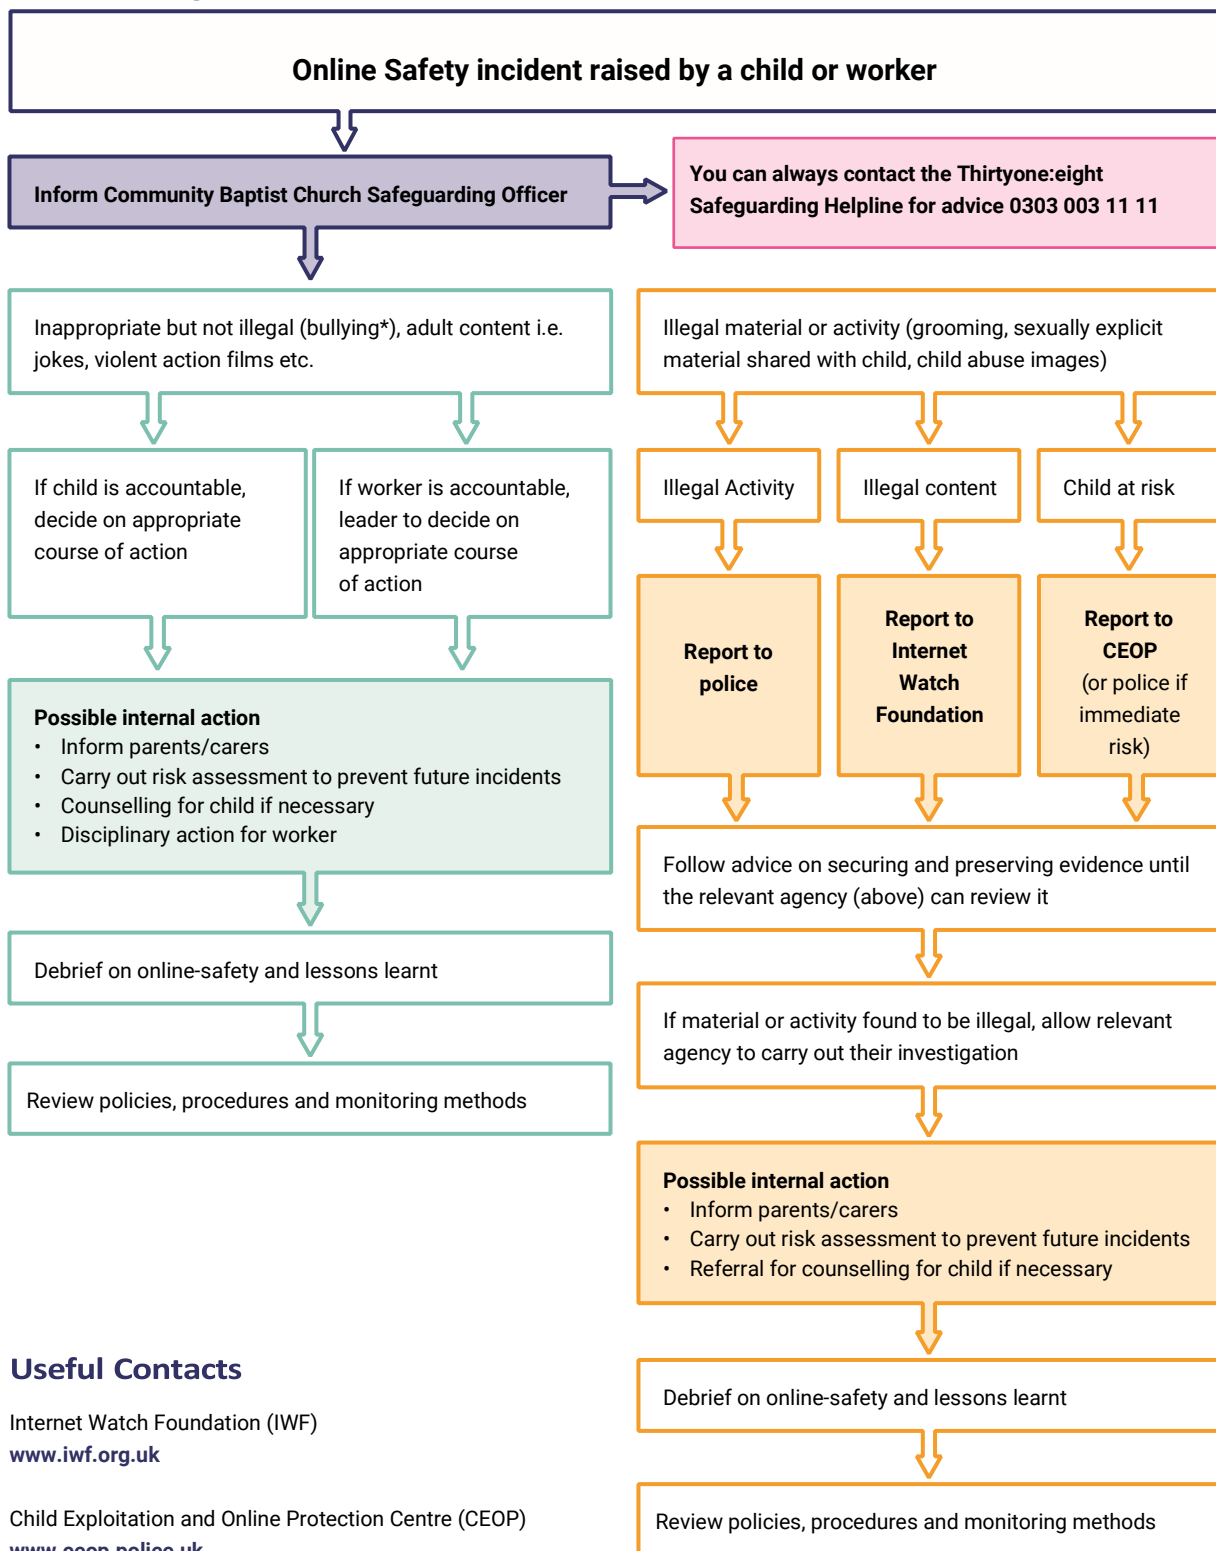 Online Safety incident raised by a child or worker
Inform Community Baptist Church Safeguarding Officer
You can always contact the Thirtyone:eight
Safeguarding Helpline for advice 0303 003 11 11
Inappropriate but not illegal (bullying*), adult content i.e.
jokes, violent action films etc.
If child is accountable,
decide on appropriate
course of action
If worker is accountable,
leader to decide on
appropriate course
of action
Possible internal action
• Inform parents/carers
• Carry out risk assessment to prevent future incidents
• Counselling for child if necessary
• Disciplinary action for worker
Debrief on online-safety and lessons learnt
Review policies, procedures and monitoring methods
Illegal material or activity (grooming, sexually explicit
material shared with child, child abuse images)
Illegal Activity
Illegal content
Child at risk
Report to
police
Report to
Internet
Watch
Foundation
Report to
CEOP
(or police if
immediate
risk)
Follow advice on securing and preserving evidence until
the relevant agency (above) can review it
If material or activity found to be illegal, allow relevant
agency to carry out their investigation
Possible internal action
• Inform parents/carers
• Carry out risk assessment to prevent future incidents
• Referral for counselling for child if necessary
Debrief on online-safety and lessons learnt
Review policies, procedures and monitoring methods
Useful Contacts
Internet Watch Foundation (IWF)
www.iwf.org.uk
Child Exploitation and Online Protection Centre (CEOP)
www.ceop.police.uk